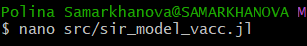 Polina Samarkhanova@SAMARKHANOVA M
$ nano src/sir_model_vacc.jl